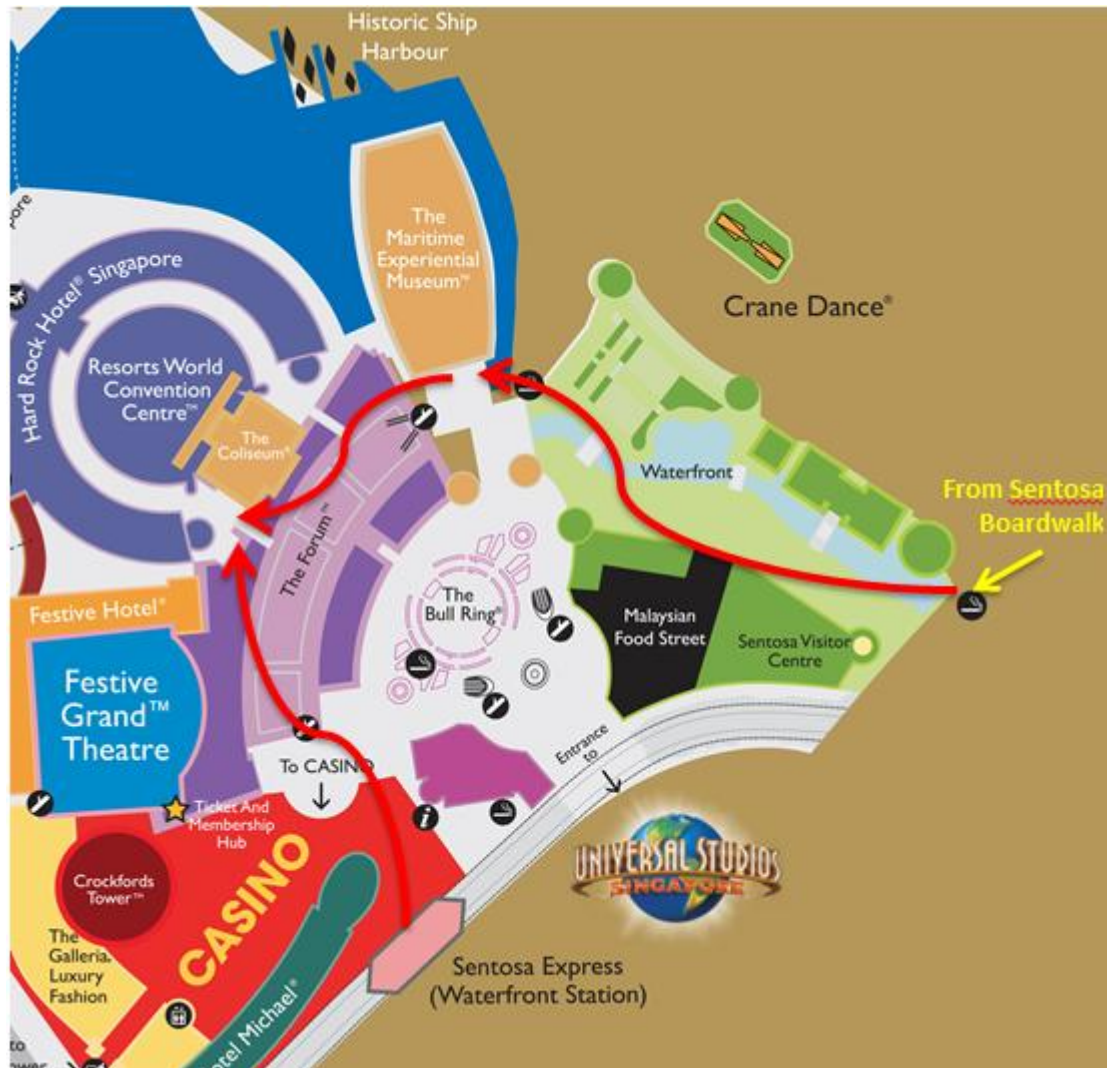 Historic Ship
Harbour
The
Maritime
Experiential
Museum™
Crane Dance®
pore
Hard Rock Hotel® Singapore
Resorts World
Convention
Centre™
The
Coliseum®
Waterfront
From Sentosa
Boardwalk
The Forum™
The
Bull Ring®
Malaysian
Food Street
Sentosa Visitor
Centre
Festive Hotel®
Festive
Grand™
Theatre
Entrance
to
To CASINO
i
Ticket And
Membership
Hub
UNIVERSAL STUDIOS
SINGAPORE
Crockfords
Tower™
CASINO
The
Galleria,
Luxury
Fashion
Sentosa Express
(Waterfront Station)
otel Michael®
to